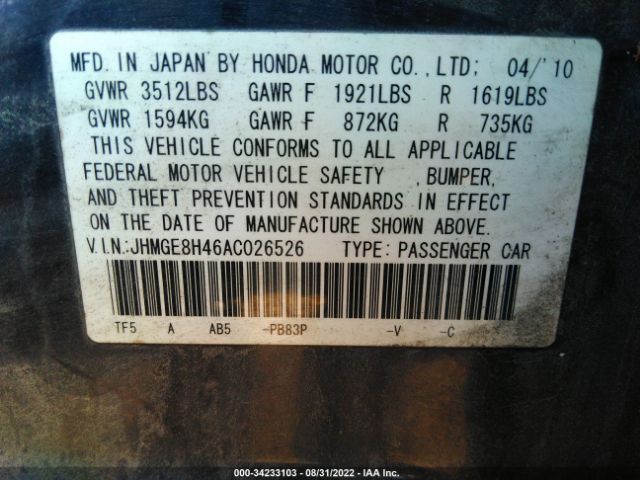 MFD. IN JAPAN BY HONDA MOTOR CO.,LTD; 04/'10
GVWR 3512LBS GAWR F 1921LBS R 1619LBS
GVWR 1594KG GAWR F 872KG R 735KG
THIS VEHICLE CONFORMS TO ALL APPLICABLE
FEDERAL MOTOR VEHICLE SAFETY ,BUMPER,
AND THEFT PREVENTION STANDARDS IN EFFECT
ON THE DATE OF MANUFACTURE SHOWN ABOVE.
V.I.N.:JHMGE8H46AC026526 TYPE: PASSENGER CAR
TF5 A AB5 -PB83P -V -C
000-34233103 - 08/31/2022 - IAA Inc.